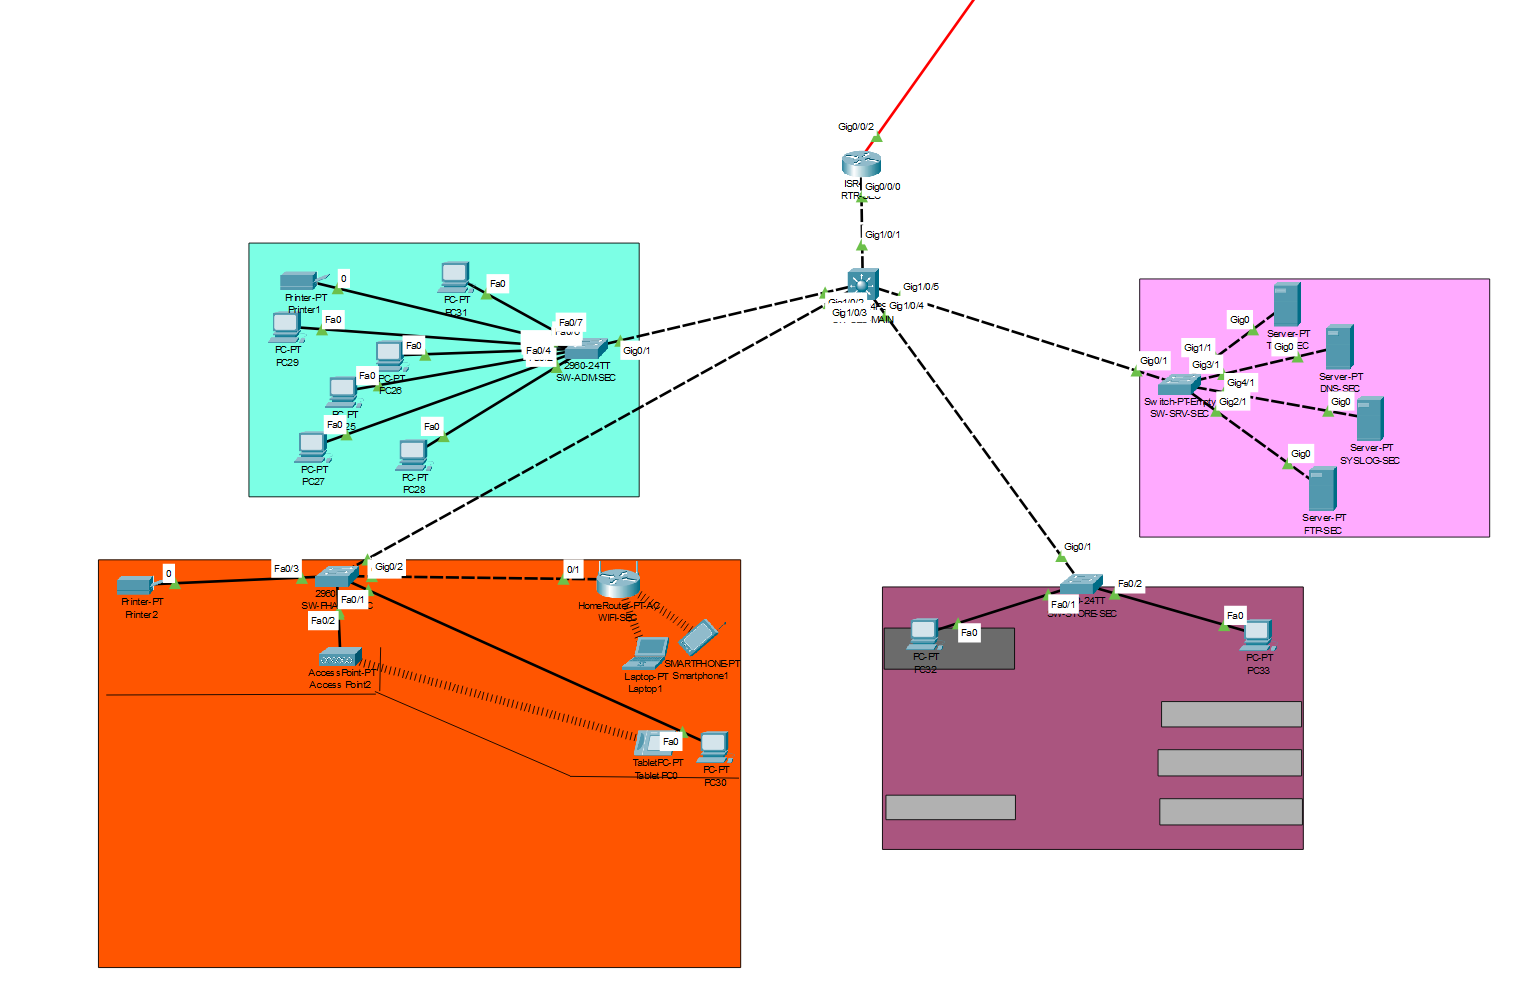 Gig0/0/2
Gig0/0/0
Gig1/0/1
Gig1/0/5
Gig1/0/4
Gig1/0/3
MAIN
0
Printer-PT
Printer1
Fa0
PC-PT
PC31
Fa0
PC-PT
PC29
Fa0
PC-PT
PC26
Fa0
PC-PT
Fa0
PC-PT
PC27
Fa0
PC-PT
PC28
Fa0/7
Fa0/4
Gig0/1
2960-24TT
SW-ADM-SEC
Gig0
Server-PT
Gig1/1
Gig3/1
Gig0
Server-PT
DNS-SEC
Gig0/1
Gig4/1
Gig2/1
Switch-PT-Empty
SW-SRV-SEC
Gig0
Server-PT
SYSLOG-SEC
Gig0
Server-PT
FTP-SEC
0
Printer-PT
Printer2
Fa0/3
Gig0/2
2960
Fa0/1
Fa0/2
0/1
HomeRouter-PT-AC
WIFI-SEC
AccessPoint-PT
Access Point2
Laptop-PT
Laptop1
SMARTPHONE-PT
Smartphone1
Fa0
TabletPC-PT
Tablet PC0
PC-PT
PC30
Gig0/1
Fa0/2
Fa0/1
-24TT
SW-STORE-SEC
Fa0
PC-PT
PC32
Fa0
PC-PT
PC33